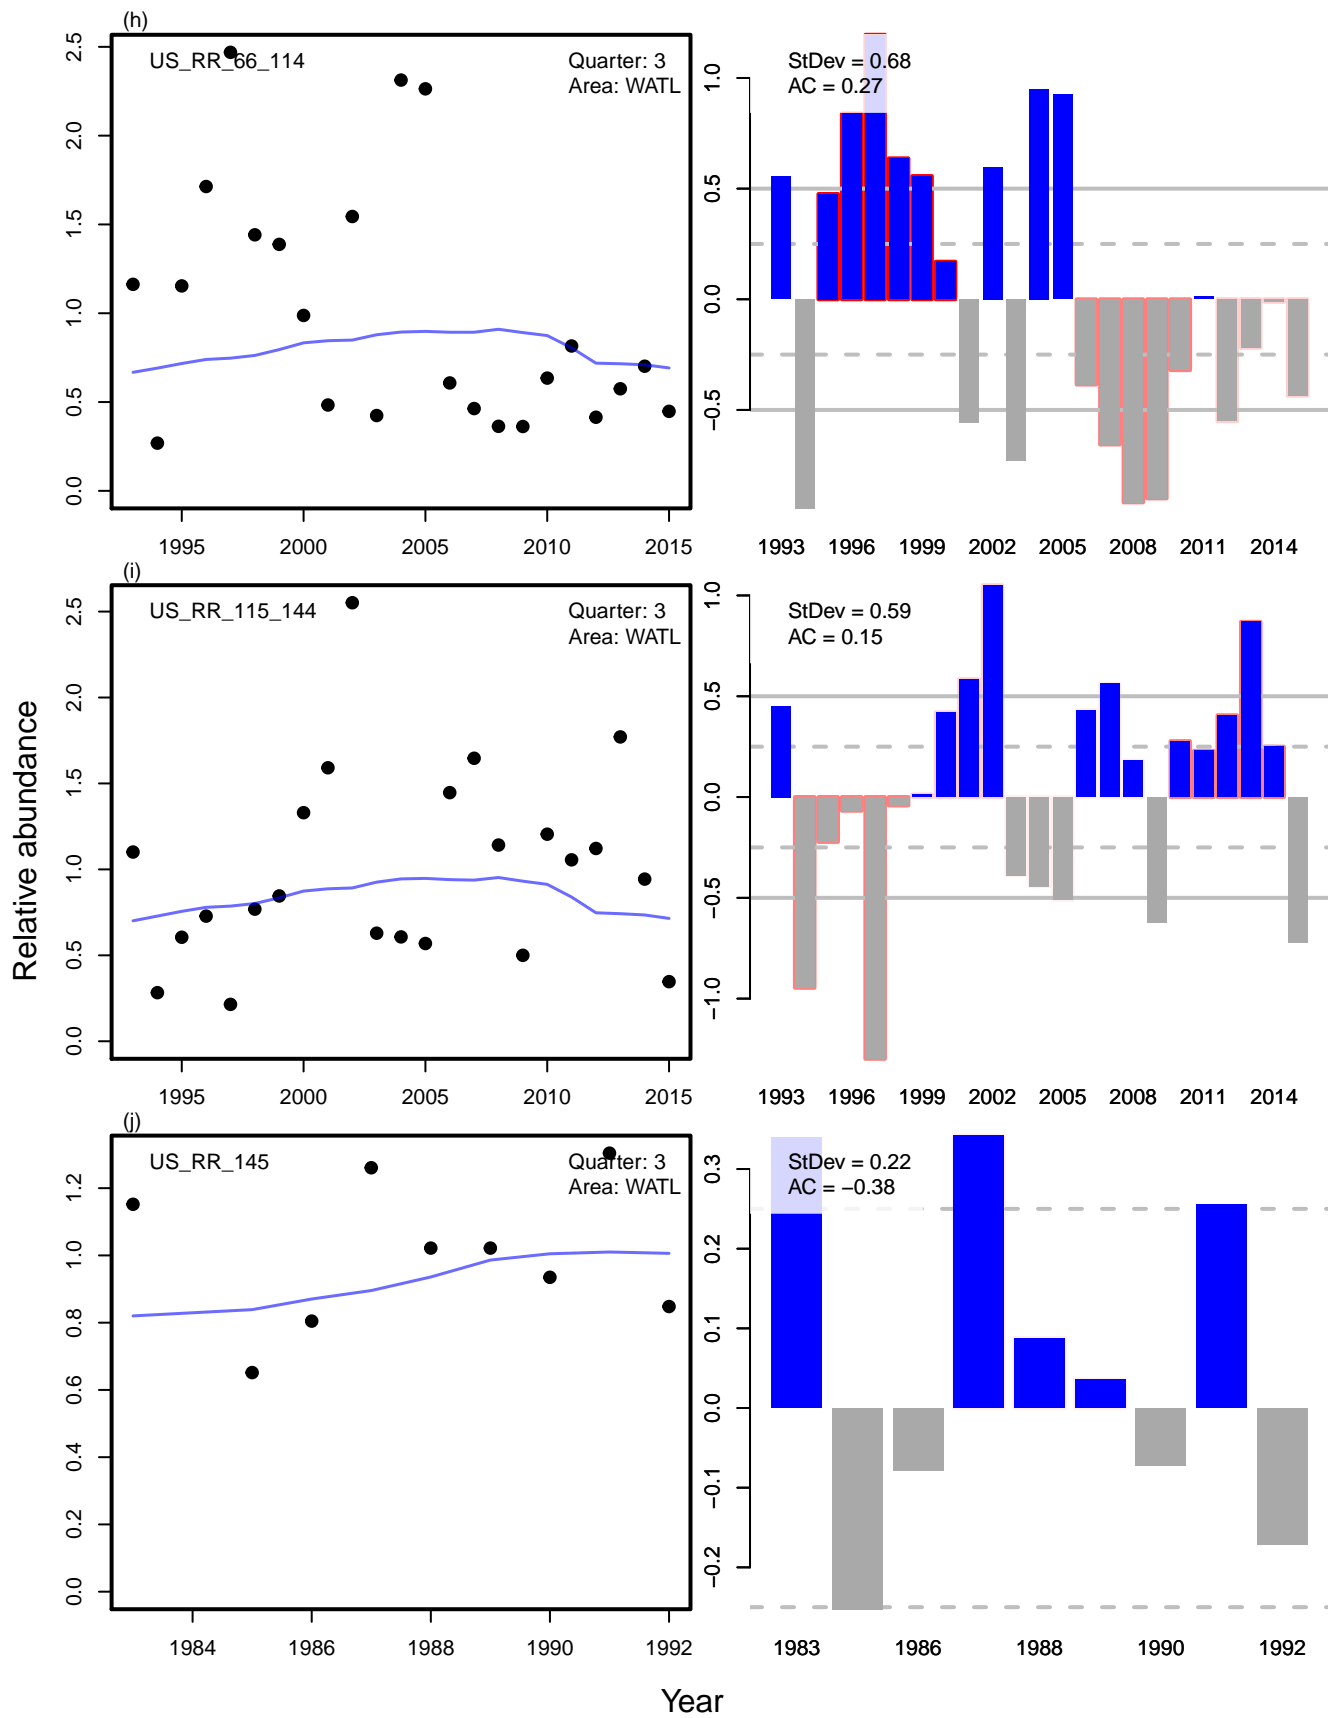 (h)
US_RR_66_114
Quarter: 3
Area: WATL
StDev = 0.68
AC = 0.27
2.5
2.0
1.5
1.0
0.5
0.0
1995 2000 2005 2010 2015
1.0
0.5
0.0
−0.5
1993 1996 1999 2002 2005 2008 2011 2014
(i)
US_RR_115_144
Quarter: 3
Area: WATL
StDev = 0.59
AC = 0.15
2.5
2.0
1.5
1.0
0.5
0.0
1995 2000 2005 2010 2015
1.0
0.5
0.0
−0.5
−1.0
1993 1996 1999 2002 2005 2008 2011 2014
(j)
US_RR_145
Quarter: 3
Area: WATL
StDev = 0.22
AC = −0.38
1.2
1.0
0.8
0.6
0.4
0.2
0.0
1984 1986 1988 1990 1992
0.3
0.2
0.1
0.0
−0.1
−0.2
1983 1986 1988 1990 1992
Relative abundance
Year